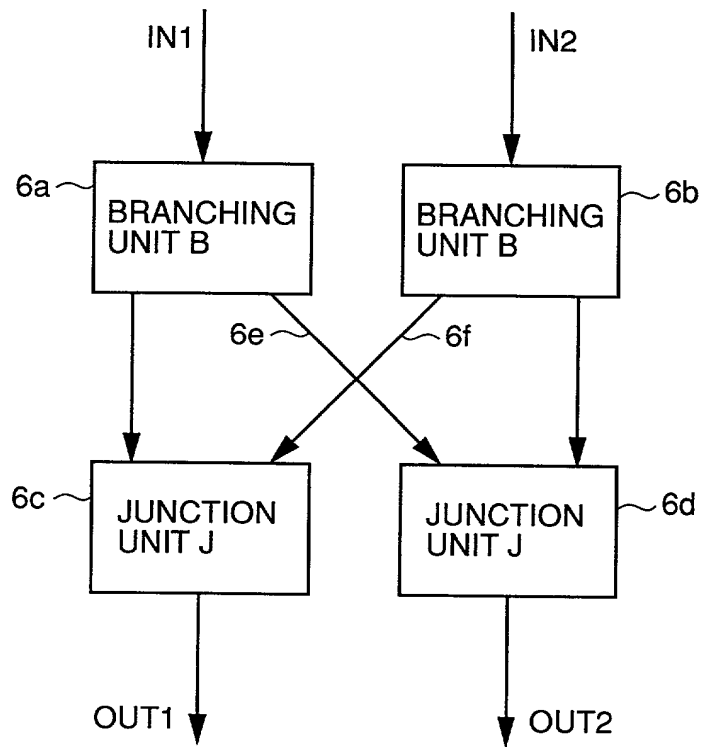 IN1
IN2
6a
BRANCHING
UNIT B
BRANCHING
UNIT B
6b
6e
6f
6c
JUNCTION
UNIT J
JUNCTION
UNIT J
6d
OUT1
OUT2